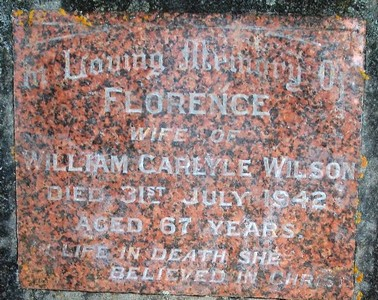 In Loving Memory Of
FLORENCE
WIFE OF
WILLIAM CARLYLE WILSON
DIED 31ST JULY 1942
AGED 67 YEARS.
IN LIFE IN DEATH SHE
BELIEVED IN CHRIST